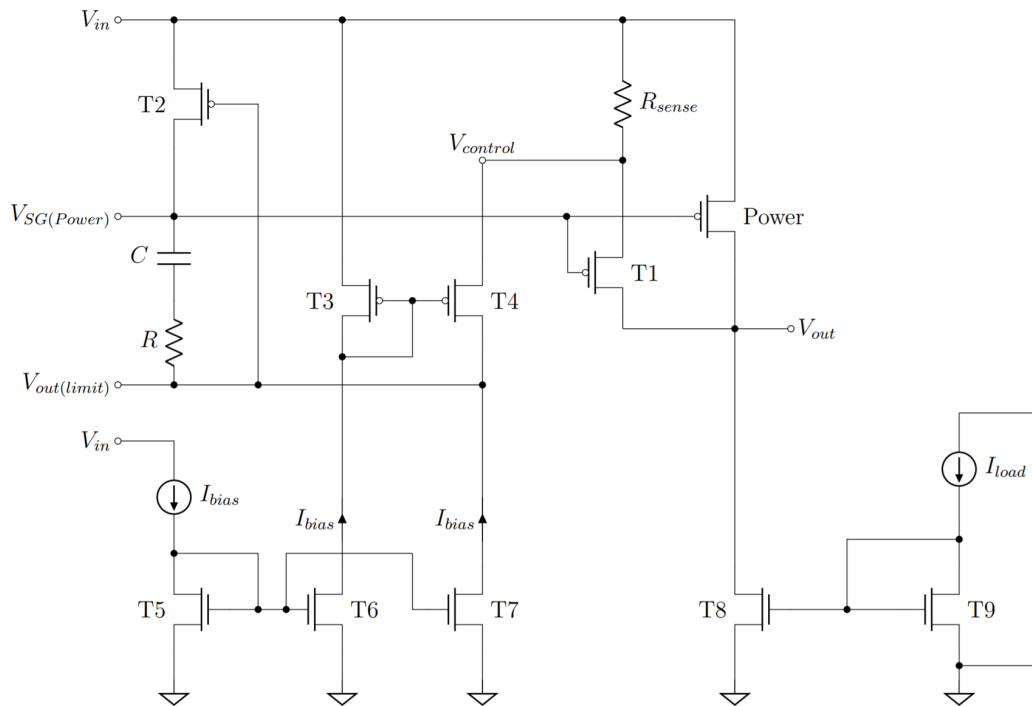 V_in
T2
R_sense
V_control
V_SG(Power)
Power
C
T1
T3
T4
V_out
R
V_out(limit)
V_in
I_load
I_bias
I_bias
I_bias
T5
T6
T7
T8
T9